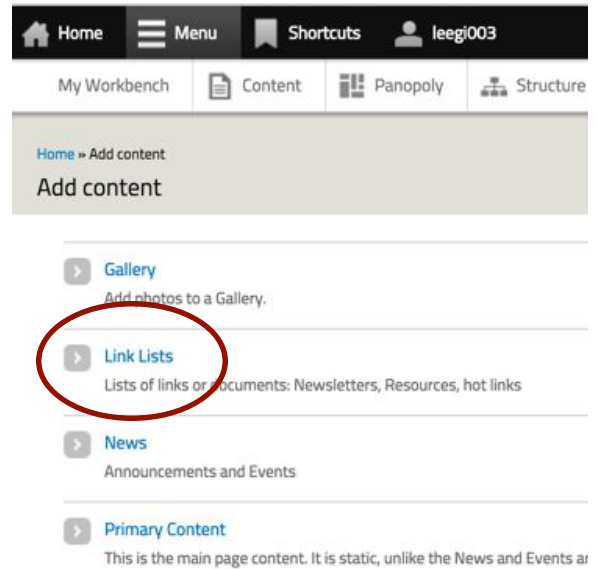 Home Menu Shortcuts leegi003
My Workbench Content Panopoly Structure
Home » Add content
Add content
Gallery
Add photos to a Gallery.
Link Lists
Lists of links or documents: Newsletters, Resources, hot links
News
Announcements and Events
Primary Content
This is the main page content. It is static, unlike the News and Events